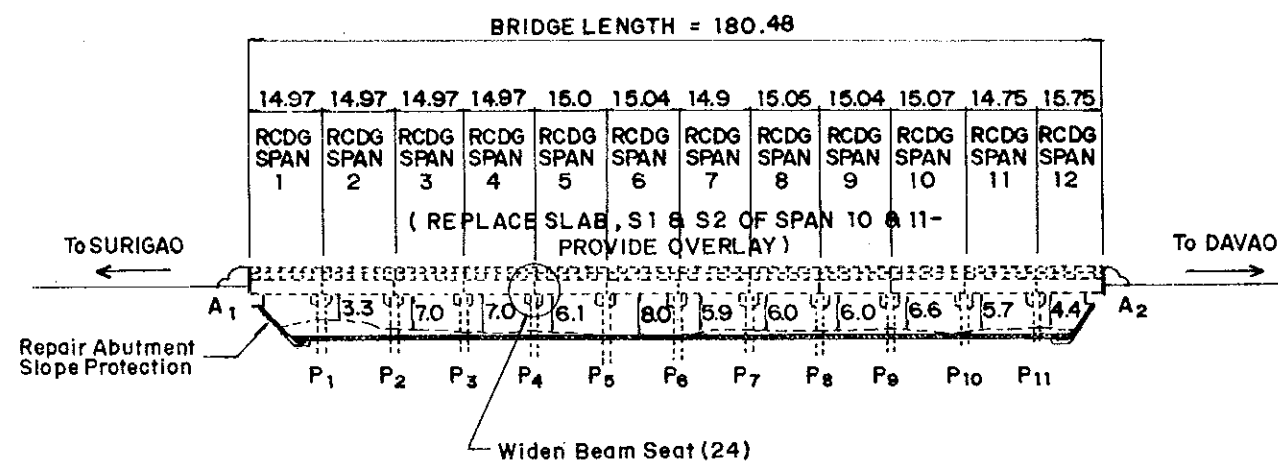 BRIDGE LENGTH = 180.48
14.97 14.97 14.97 14.97 15.0 15.04 14.9 15.05 15.04 15.07 14.75 15.75
RCDG RCDG RCDG RCDG RCDG RCDG RCDG RCDG RCDG RCDG RCDG RCDG
SPAN SPAN SPAN SPAN SPAN SPAN SPAN SPAN SPAN SPAN SPAN SPAN
1 2 3 4 5 6 7 8 9 10 11 12
( REPLACE SLAB, S1 & S2 OF SPAN 10 & 11-
PROVIDE OVERLAY )
To SURIGAO
To DAVAO
A1
3.3 7.0 7.0 6.1 8.0 5.9 6.0 6.0 6.6 5.7 4.4
A2
Repair Abutment
Slope Protection
P1 P2 P3 P4 P5 P6 P7 P8 P9 P10 P11
Widen Beam Seat (24)